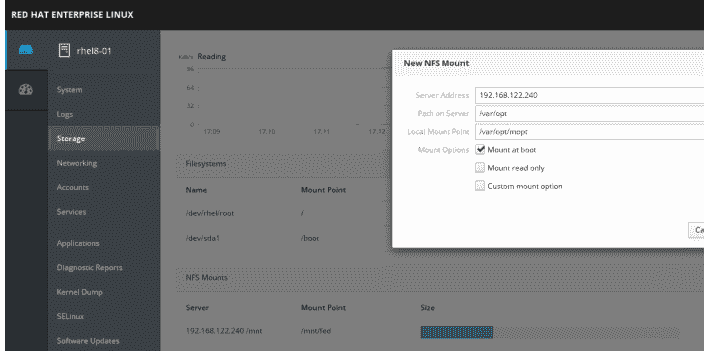 RED HAT ENTERPRISE LINUX
rhel8-01
System
Logs
Storage
Networking
Accounts
Services
Applications
Diagnostic Reports
Kernel Dump
SELinux
Software Updates
Reading
96
64
32
0
17:09
17:10
17:11
17:12
Filesystems
Name
Mount Point
/dev/rhel/root
/
/dev/sda1
/boot
NFS Mounts
Server
Mount Point
Size
192.168.122.240 /mnt
/mnt/fed
New NFS Mount
Server Address
192.168.122.240
Path on Server
/var/opt
Local Mount Point
/var/opt/mopt
Mount Options
Mount at boot
Mount read only
Custom mount option
Ca